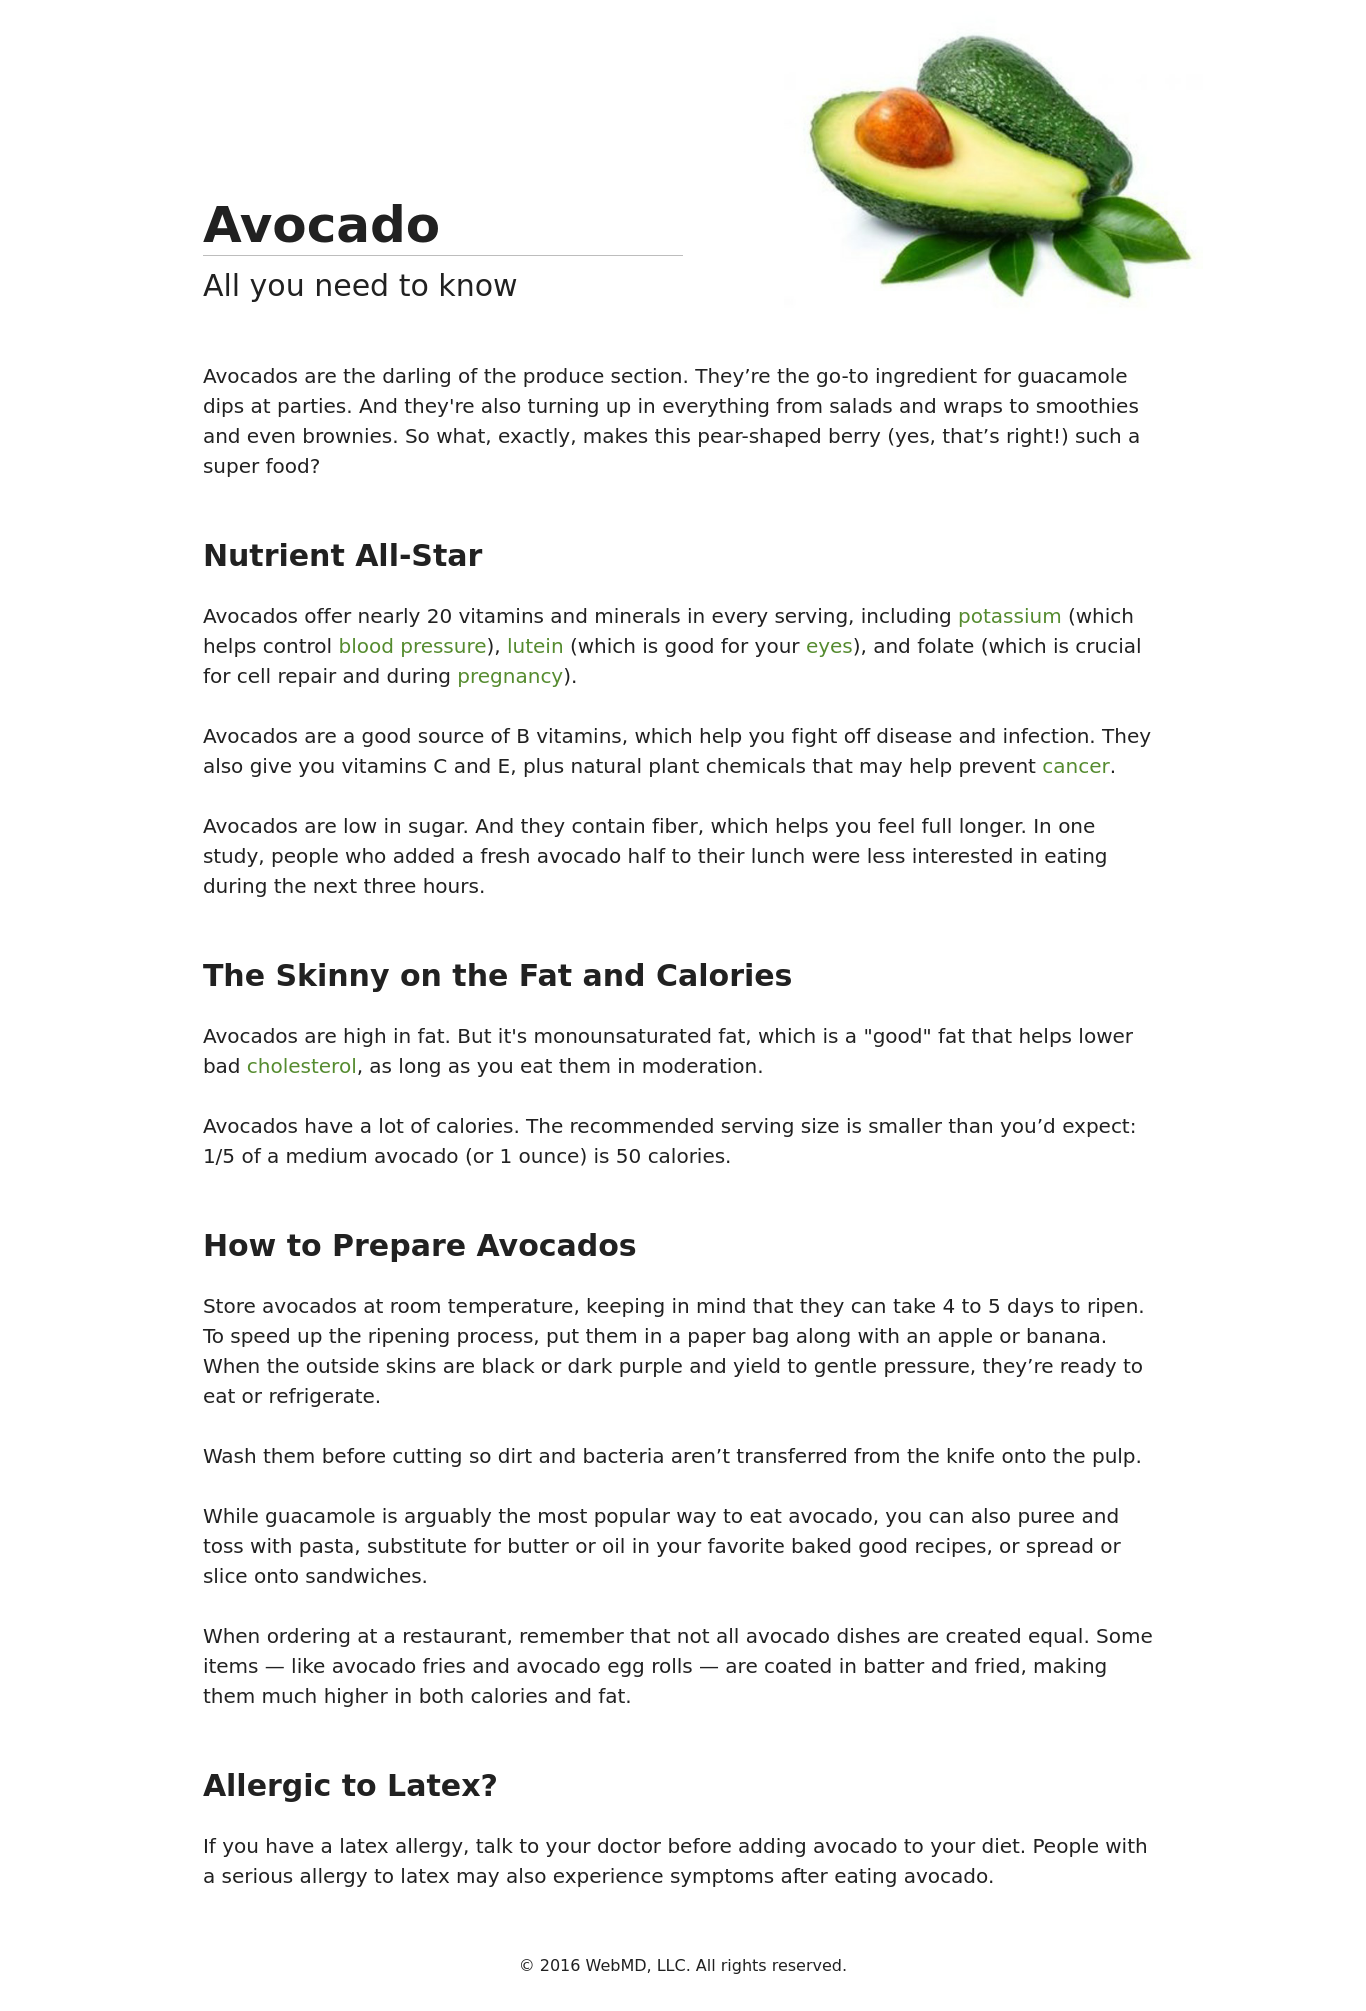 Avocado
All you need to know
Avocados are the darling of the produce section. They’re the go-to ingredient for guacamole
dips at parties. And they're also turning up in everything from salads and wraps to smoothies
and even brownies. So what, exactly, makes this pear-shaped berry (yes, that’s right!) such a
super food?
Nutrient All-Star
Avocados offer nearly 20 vitamins and minerals in every serving, including potassium (which
helps control blood pressure), lutein (which is good for your eyes), and folate (which is crucial
for cell repair and during pregnancy).
Avocados are a good source of B vitamins, which help you fight off disease and infection. They
also give you vitamins C and E, plus natural plant chemicals that may help prevent cancer.
Avocados are low in sugar. And they contain fiber, which helps you feel full longer. In one
study, people who added a fresh avocado half to their lunch were less interested in eating
during the next three hours.
The Skinny on the Fat and Calories
Avocados are high in fat. But it's monounsaturated fat, which is a "good" fat that helps lower
bad cholesterol, as long as you eat them in moderation.
Avocados have a lot of calories. The recommended serving size is smaller than you’d expect:
1/5 of a medium avocado (or 1 ounce) is 50 calories.
How to Prepare Avocados
Store avocados at room temperature, keeping in mind that they can take 4 to 5 days to ripen.
To speed up the ripening process, put them in a paper bag along with an apple or banana.
When the outside skins are black or dark purple and yield to gentle pressure, they’re ready to
eat or refrigerate.
Wash them before cutting so dirt and bacteria aren’t transferred from the knife onto the pulp.
While guacamole is arguably the most popular way to eat avocado, you can also puree and
toss with pasta, substitute for butter or oil in your favorite baked good recipes, or spread or
slice onto sandwiches.
When ordering at a restaurant, remember that not all avocado dishes are created equal. Some
items — like avocado fries and avocado egg rolls — are coated in batter and fried, making
them much higher in both calories and fat.
Allergic to Latex?
If you have a latex allergy, talk to your doctor before adding avocado to your diet. People with
a serious allergy to latex may also experience symptoms after eating avocado.
© 2016 WebMD, LLC. All rights reserved.